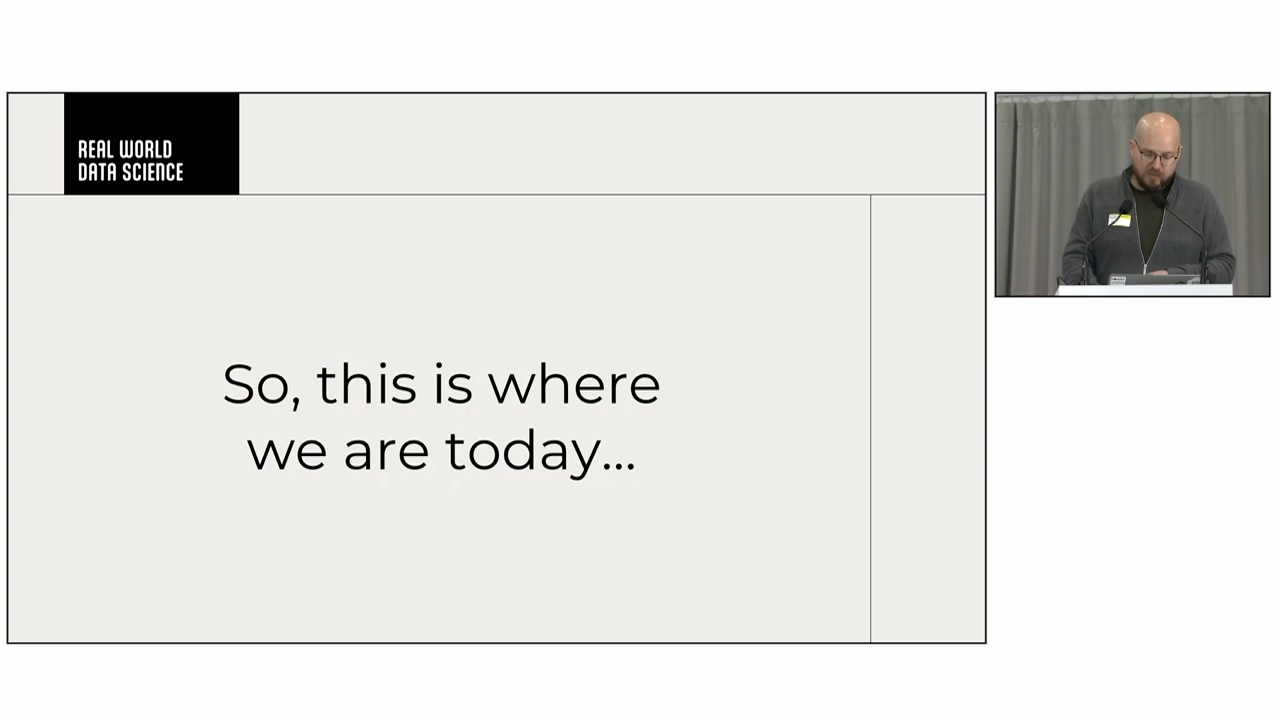 REAL WORLD
DATA SCIENCE
So, this is where
we are today...